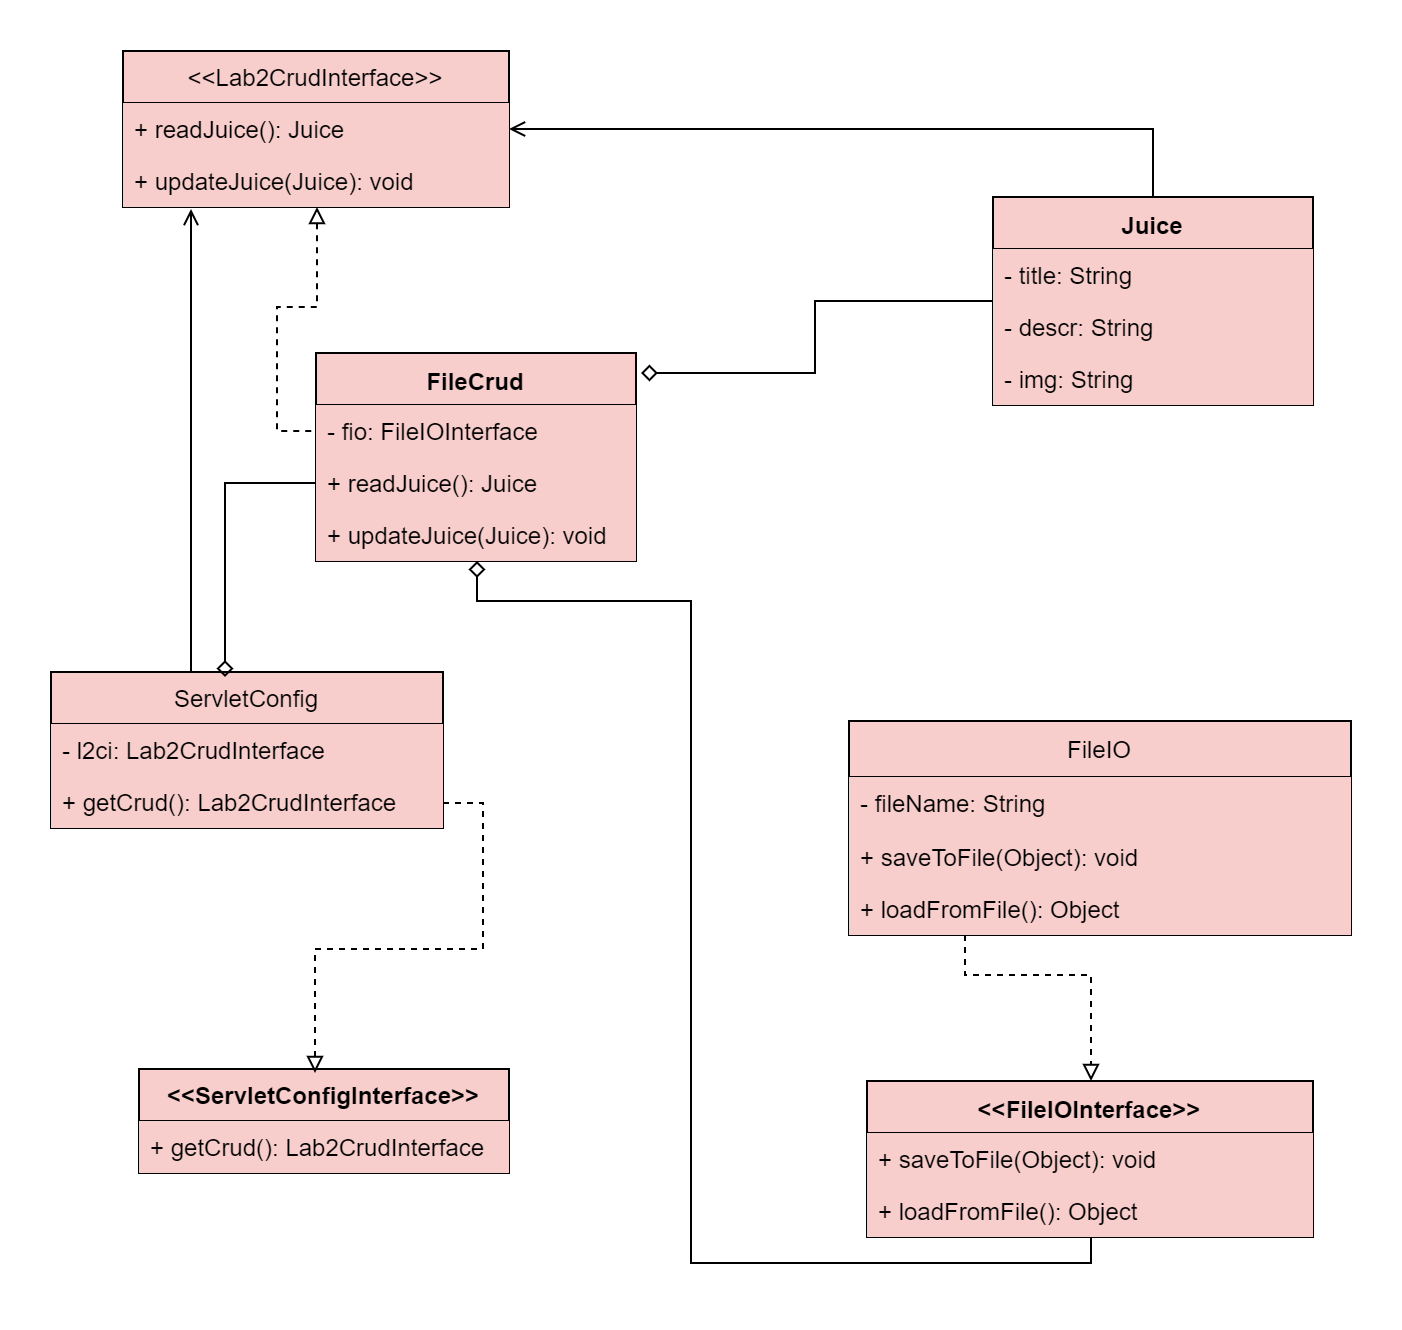 <<Lab2CrudInterface>>
+ readJuice(): Juice
+ updateJuice(Juice): void
Juice
- title: String
- descr: String
- img: String
FileCrud
- fio: FileIOInterface
+ readJuice(): Juice
+ updateJuice(Juice): void
ServletConfig
- l2ci: Lab2CrudInterface
+ getCrud(): Lab2CrudInterface
FileIO
- fileName: String
+ saveToFile(Object): void
+ loadFromFile(): Object
<<ServletConfigInterface>>
+ getCrud(): Lab2CrudInterface
<<FileIOInterface>>
+ saveToFile(Object): void
+ loadFromFile(): Object